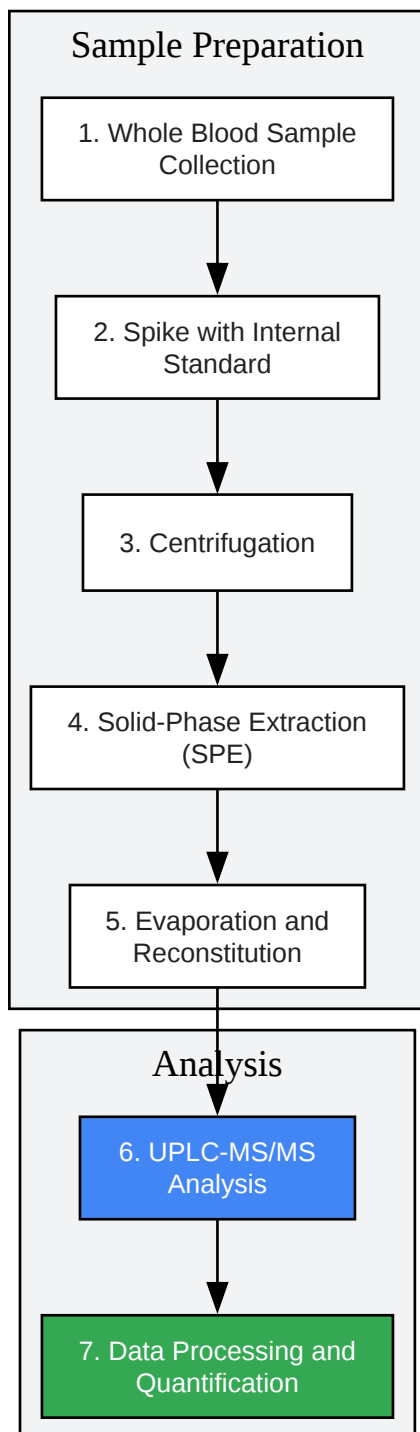 Sample Preparation
1. Whole Blood Sample
Collection
2. Spike with Internal
Standard
3. Centrifugation
4. Solid-Phase Extraction
(SPE)
5. Evaporation and
Reconstitution
Analysis
6. UPLC-MS/MS
Analysis
7. Data Processing and
Quantification